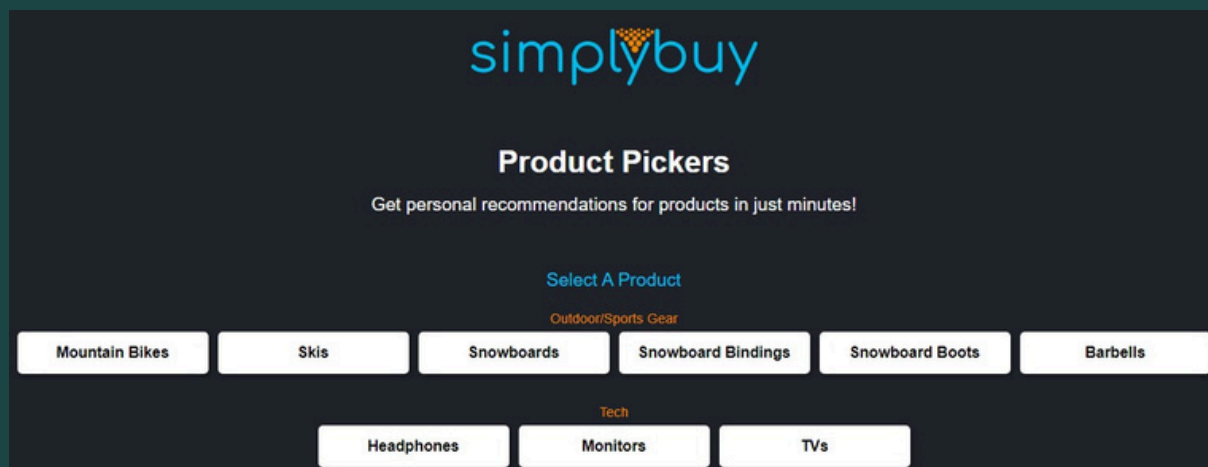 simplybuy
Product Pickers
Get personal recommendations for products in just minutes!
Select A Product
Outdoor/Sports Gear
Mountain Bikes Skis Snowboards Snowboard Bindings Snowboard Boots Barbells
Tech
Headphones Monitors TVs